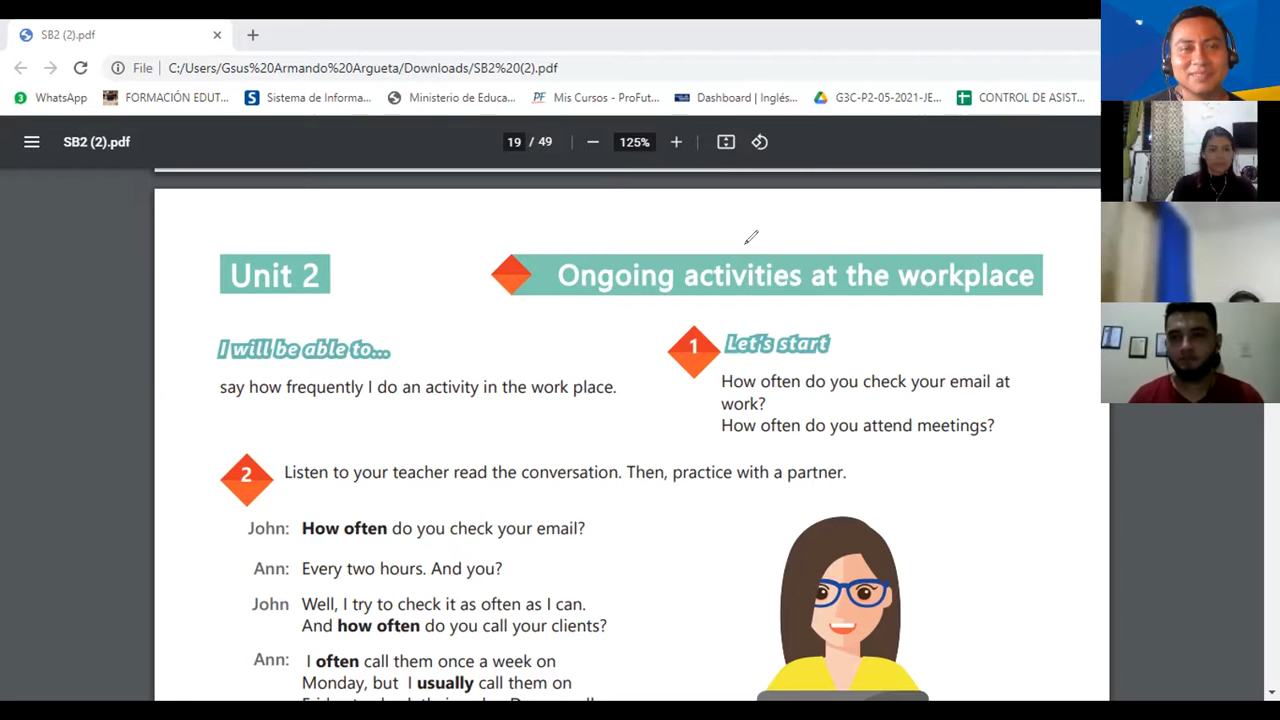 SB2 (2).pdf
File
C:/Users/Gsus%20Armando%20Argueta/Downloads/SB2%20(2).pdf
WhatsApp
FORMACIÓN EDUT...
Sistema de Informa...
Ministerio de Educa...
Mis Cursos - ProFut...
Dashboard | Inglés...
G3C-P2-05-2021-JE...
CONTROL DE ASIST...
SB2 (2).pdf
19 / 49
125%
Unit 2
Ongoing activities at the workplace
I will be able to...
say how frequently I do an activity in the work place.
1
Let's start
How often do you check your email at
work?
How often do you attend meetings?
2
Listen to your teacher read the conversation. Then, practice with a partner.
John: How often do you check your email?
Ann: Every two hours. And you?
John Well, I try to check it as often as I can.
And how often do you call your clients?
Ann: I often call them once a week on
Monday, but I usually call them on